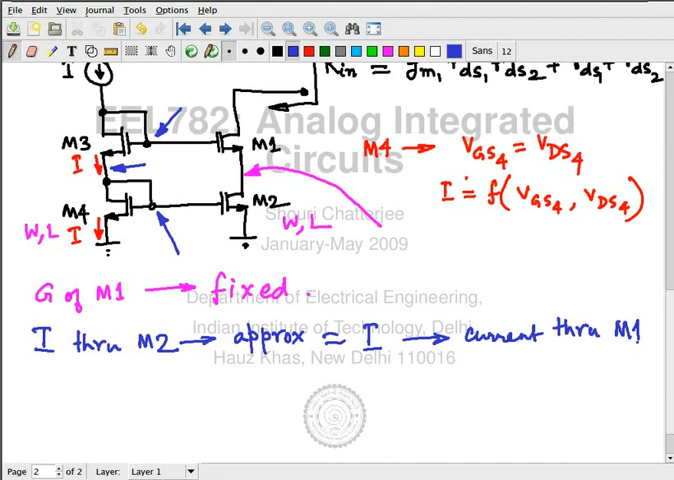 File Edit View Journal Tools Options Help
Sans 12
I
Rin = gm1 rds1 rds2 + rds1 + rds2
EEL782: Analog Integrated
Circuits
M3
M1
M4 → VGS4 = VDS4
I
I = f(VGS4, VDS4)
M4
M2
W,L
I
W,L
Shouri Chatterjee
January-May 2009
G of M1 → fixed.
Department of Electrical Engineering,
Indian Institute of Technology, Delhi
I thru M2 → approx = I → current thru M1
Hauz Khas, New Delhi 110016
Page 2 of 2 Layer: Layer 1